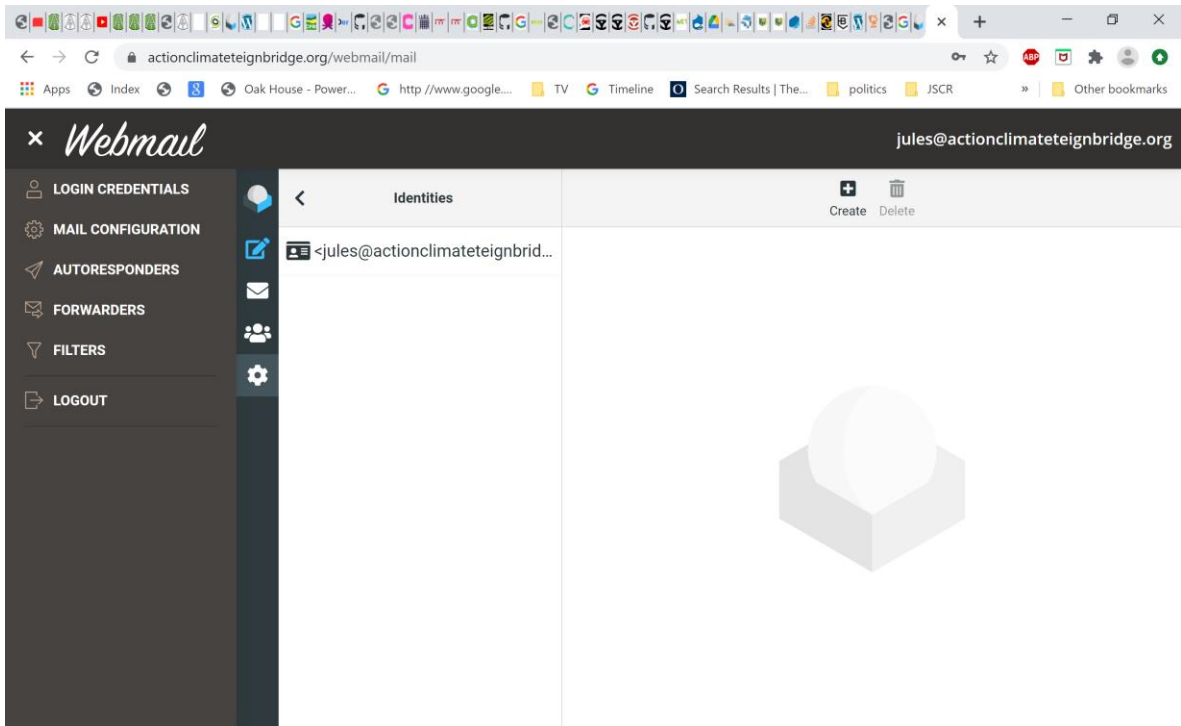 actionclimateteignbridge.org/webmail/mail
ABP
Apps Index Oak House - Power... http //www.google.... TV Timeline Search Results | The... politics JSCR » Other bookmarks
× Webmail jules@actionclimateteignbridge.org
LOGIN CREDENTIALS
MAIL CONFIGURATION
AUTORESPONDERS
FORWARDERS
FILTERS
LOGOUT
Identities
<jules@actionclimateteignbrid...
Create Delete